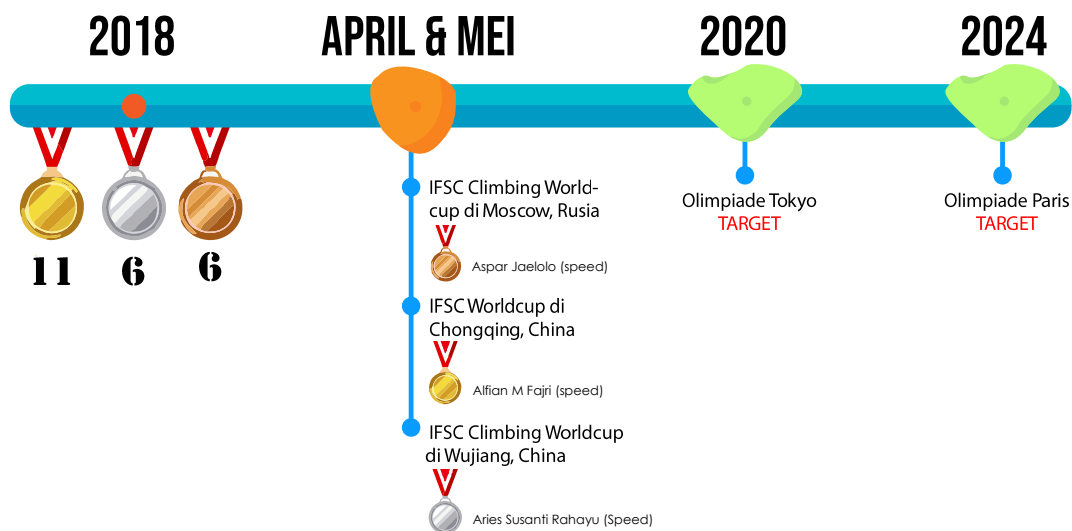 2018
11
6
6
APRIL & MEI
IFSC Climbing World-
cup di Moscow, Rusia
Aspar Jaelolo (speed)
IFSC Worldcup di
Chongqing, China
Alfian M Fajri (speed)
IFSC Climbing Worldcup
di Wujiang, China
Aries Susanti Rahayu (Speed)
2020
Olimpiade Tokyo
TARGET
2024
Olimpiade Paris
TARGET